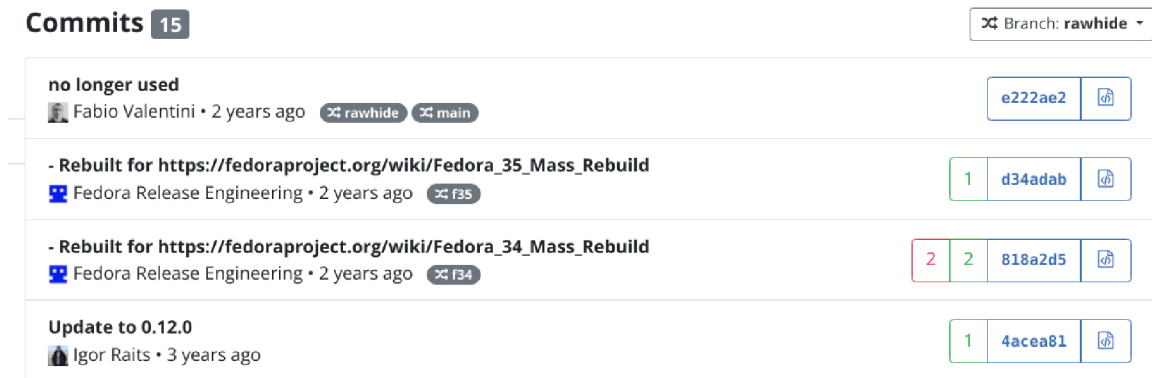 Commits 15
Branch: rawhide
no longer used
e222ae2
Fabio Valentini • 2 years ago rawhide main
- Rebuilt for https://fedoraproject.org/wiki/Fedora_35_Mass_Rebuild
1 d34adab
Fedora Release Engineering • 2 years ago f35
- Rebuilt for https://fedoraproject.org/wiki/Fedora_34_Mass_Rebuild
2 2 818a2d5
Fedora Release Engineering • 2 years ago f34
Update to 0.12.0
1 4acea81
Igor Raits • 3 years ago